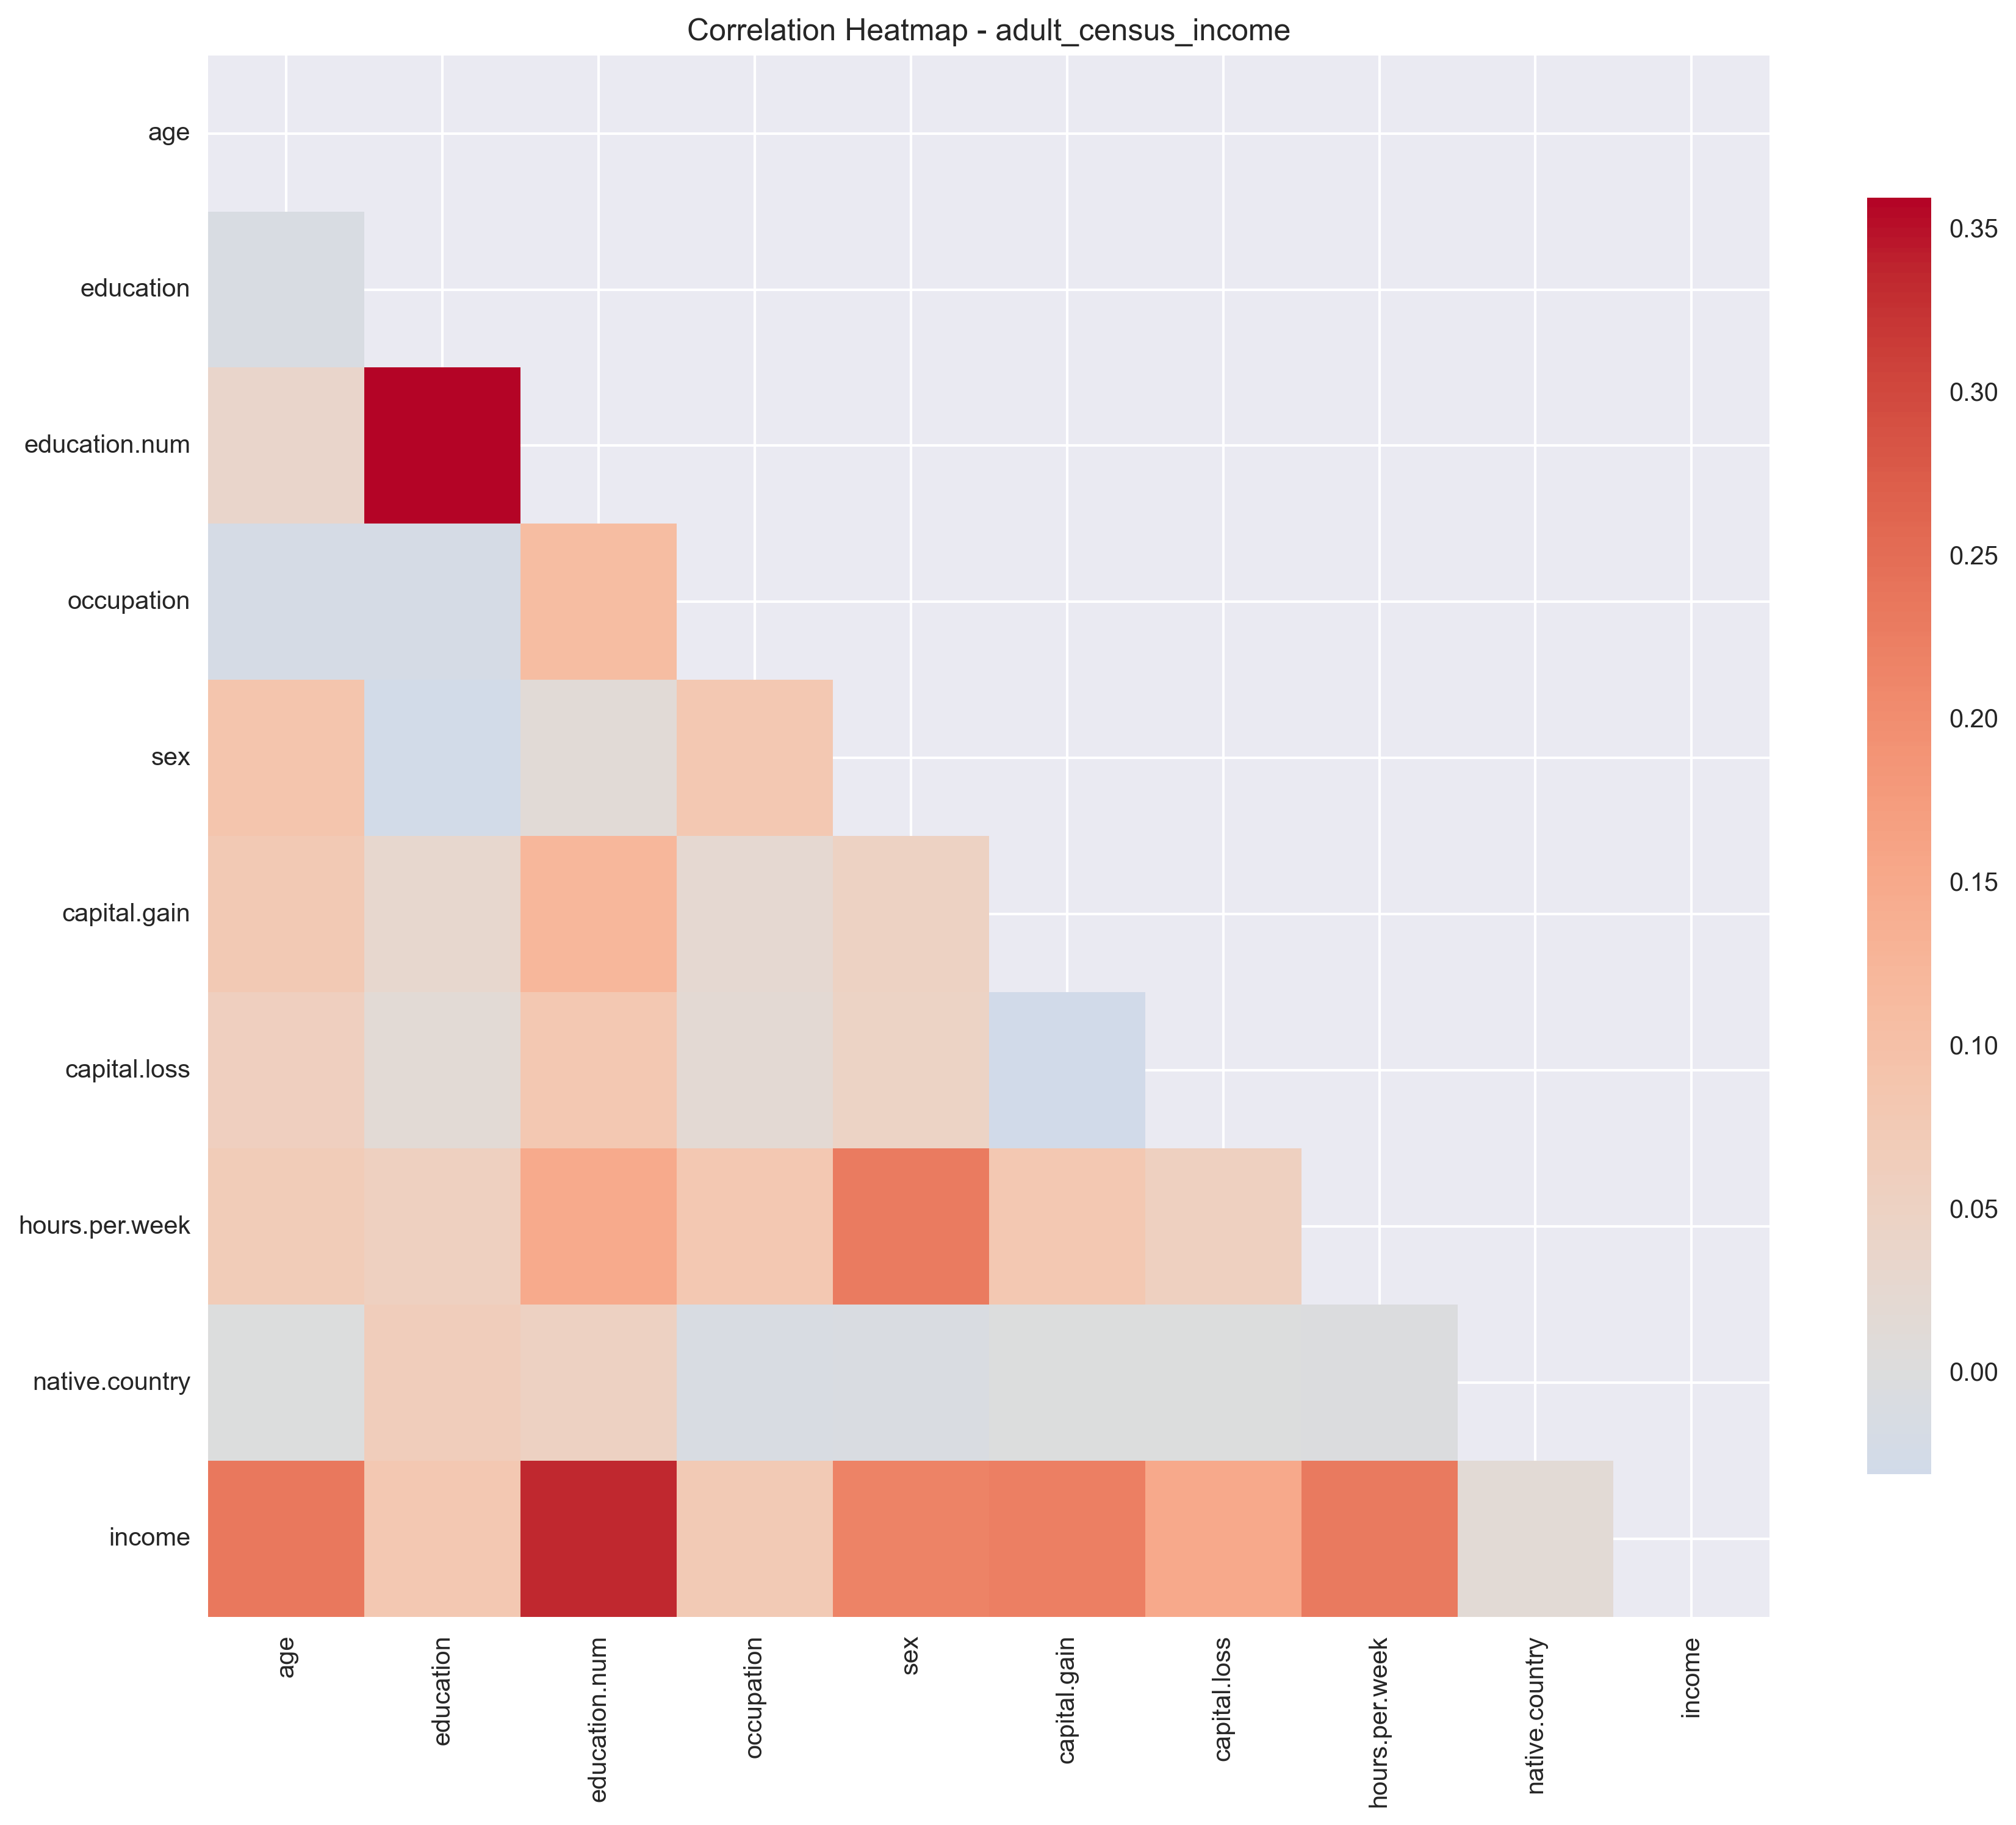 Correlation Heatmap - adult_census_income
age
education
education.num
occupation
sex
capital.gain
capital.loss
hours.per.week
native.country
income
age
education
education.num
occupation
sex
capital.gain
capital.loss
hours.per.week
native.country
income
0.35
0.30
0.25
0.20
0.15
0.10
0.05
0.00